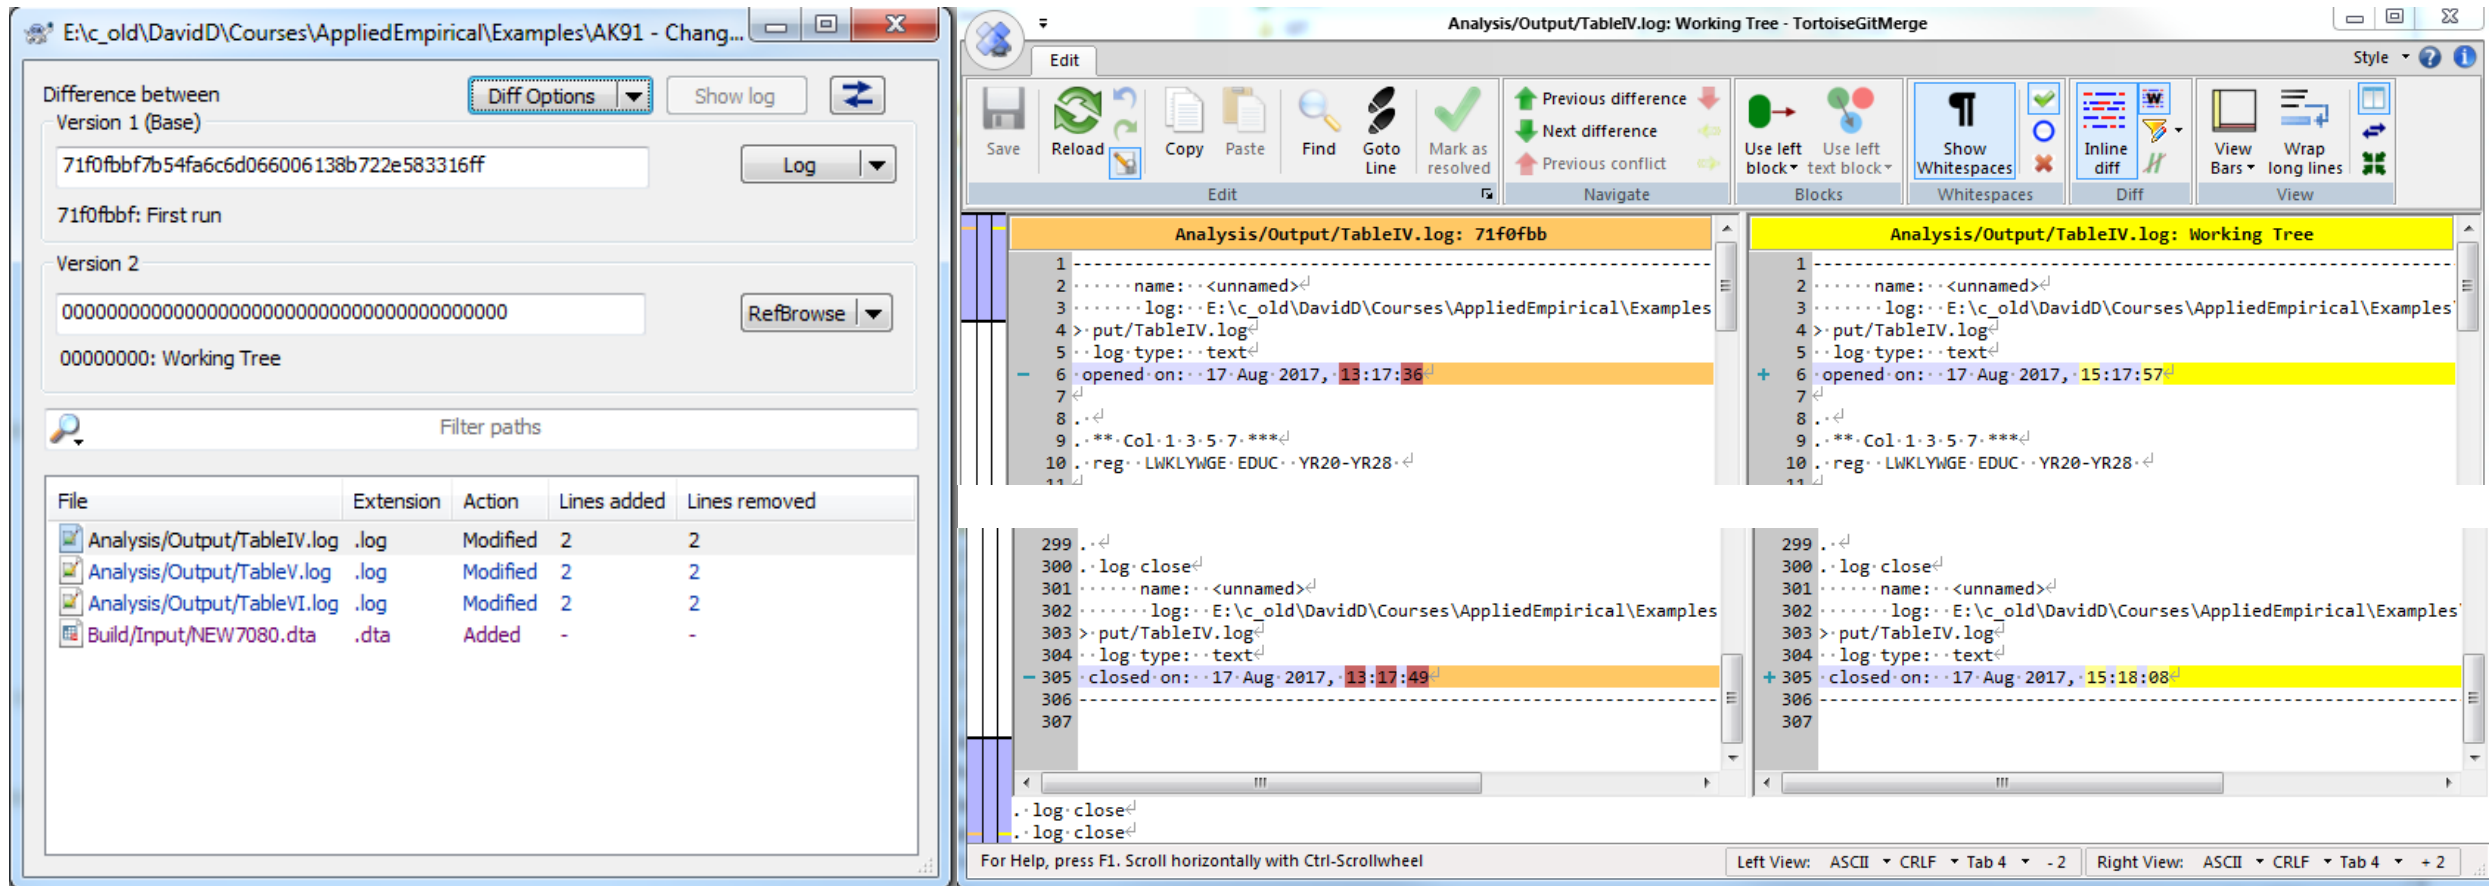 E:\c_old\DavidD\Courses\AppliedEmpirical\Examples\AK91 - Chang...
Difference between
Diff Options
Show log
Version 1 (Base)
71f0fbbf7b54fa6c6d066006138b722e583316ff
Log
71f0fbbf: First run
Version 2
0000000000000000000000000000000000000000
RefBrowse
00000000: Working Tree
Filter paths
File Extension Action Lines added Lines removed
Analysis/Output/TableIV.log .log Modified 2 2
Analysis/Output/TableV.log .log Modified 2 2
Analysis/Output/TableVI.log .log Modified 2 2
Build/Input/NEW7080.dta .dta Added - -
Analysis/Output/TableIV.log: Working Tree - TortoiseGitMerge
Edit
Style
Save
Reload
Copy
Paste
Find
Goto
Line
Mark as
resolved
Edit
Previous difference
Next difference
Previous conflict
Navigate
Use left
block
Use left
text block
Blocks
Show
Whitespaces
Whitespaces
Inline
diff
Diff
View
Bars
Wrap
long lines
View
Analysis/Output/TableIV.log: 71f0fbb
1 --------------------------------------------------------------
2 ······name:··<unnamed>
3 ·······log:··E:\c_old\DavidD\Courses\AppliedEmpirical\Examples
4 >·put/TableIV.log
5 ··log·type:··text
6 ·opened·on:··17·Aug·2017,·13:17:36
7
8 .·
9 .·**·Col·1·3·5·7·***
10 .·reg··LWKLYWGE·EDUC··YR20-YR28·
11
299 .·
300 .·log·close
301 ······name:··<unnamed>
302 ·······log:··E:\c_old\DavidD\Courses\AppliedEmpirical\Examples
303 >·put/TableIV.log
304 ··log·type:··text
305 ·closed·on:··17·Aug·2017,·13:17:49
306 --------------------------------------------------------------
307
Analysis/Output/TableIV.log: Working Tree
1 --------------------------------------------------------------
2 ······name:··<unnamed>
3 ·······log:··E:\c_old\DavidD\Courses\AppliedEmpirical\Examples
4 >·put/TableIV.log
5 ··log·type:··text
6 ·opened·on:··17·Aug·2017,·15:17:57
7
8 .·
9 .·**·Col·1·3·5·7·***
10 .·reg··LWKLYWGE·EDUC··YR20-YR28·
11
299 .·
300 .·log·close
301 ······name:··<unnamed>
302 ·······log:··E:\c_old\DavidD\Courses\AppliedEmpirical\Examples
303 >·put/TableIV.log
304 ··log·type:··text
305 ·closed·on:··17·Aug·2017,·15:18:08
306 --------------------------------------------------------------
307
.·log·close
.·log·close
For Help, press F1. Scroll horizontally with Ctrl-Scrollwheel
Left View: ASCII CRLF Tab 4 - 2
Right View: ASCII CRLF Tab 4 + 2